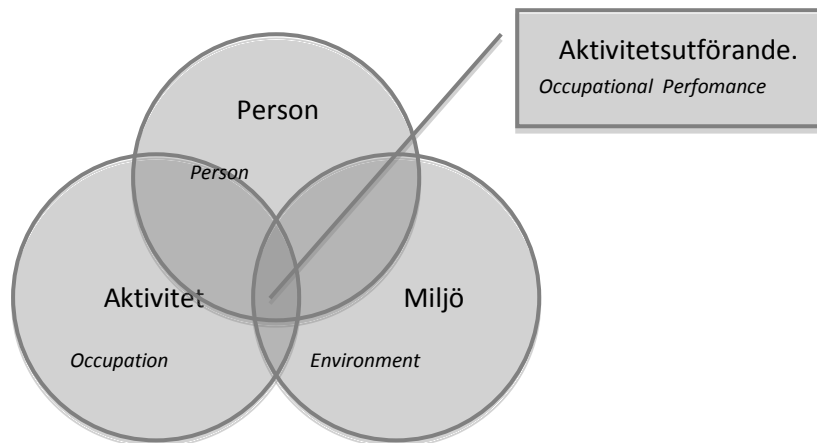 Aktivitetsutförande.
Occupational Perfomance
Person
Person
Aktivitet
Miljö
Occupation
Environment